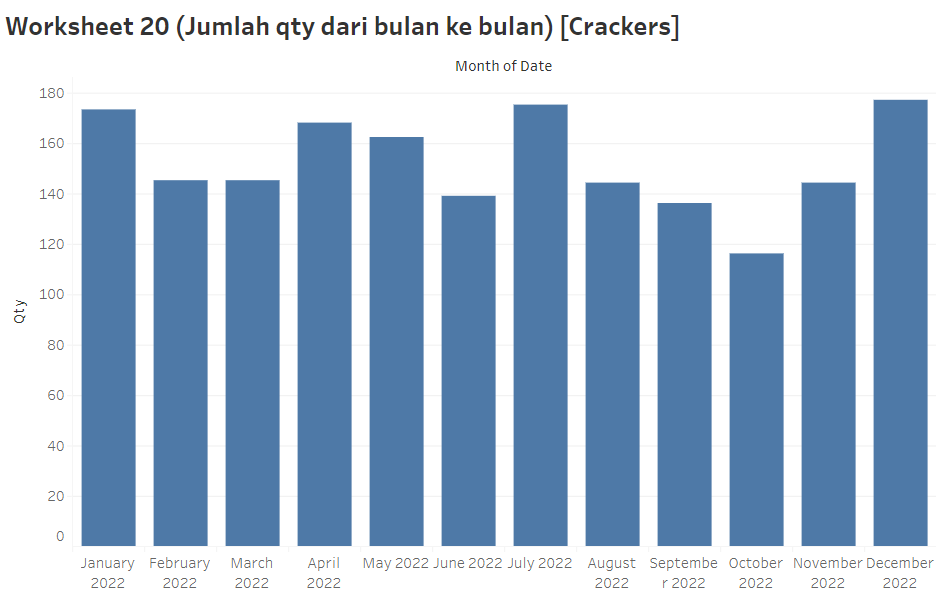 Worksheet 20 (Jumlah qty dari bulan ke bulan) [Crackers]
Month of Date
180
160
140
120
100
80
60
40
20
0
Qty
January
2022
February
2022
March
2022
April
2022
May 2022
June 2022
July 2022
August
2022
Septembe
r 2022
October
2022
November
2022
December
2022